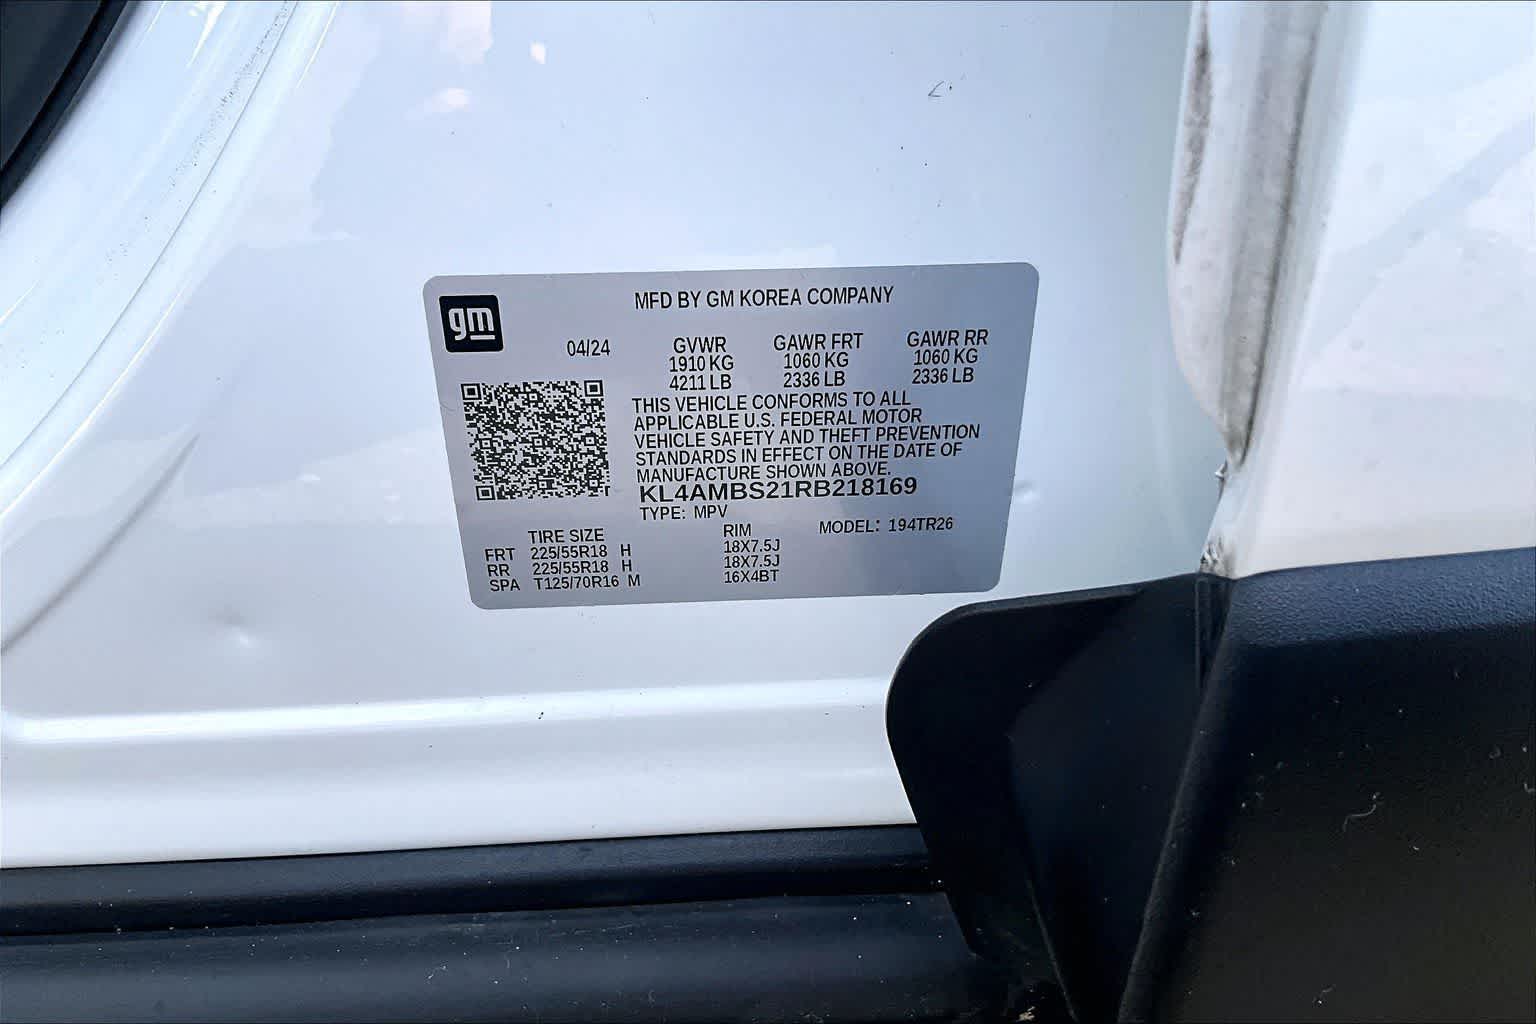 gm
MFD BY GM KOREA COMPANY
04/24
GVWR GAWR FRT GAWR RR
1910 KG 1060 KG 1060 KG
4211 LB 2336 LB 2336 LB
THIS VEHICLE CONFORMS TO ALL
APPLICABLE U.S. FEDERAL MOTOR
VEHICLE SAFETY AND THEFT PREVENTION
STANDARDS IN EFFECT ON THE DATE OF
MANUFACTURE SHOWN ABOVE.
KL4AMBS21RB218169
TYPE: MPV
TIRE SIZE RIM MODEL: 194TR26
FRT 225/55R18 H 18X7.5J
RR 225/55R18 H 18X7.5J
SPA T125/70R16 M 16X4BT